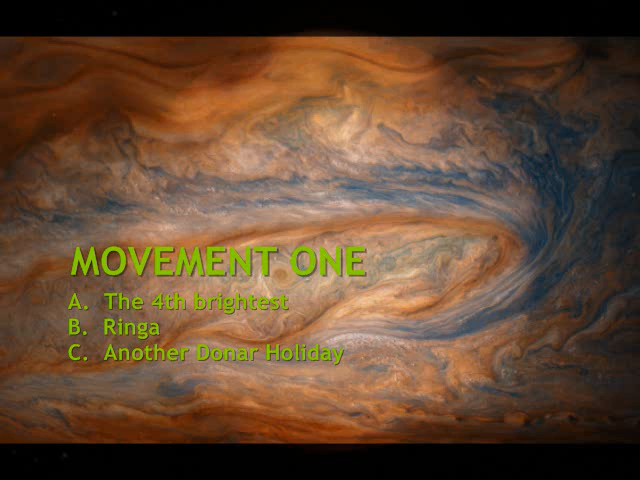 MOVEMENT ONE
A. The 4th brightest
B. Ringa
C. Another Donar Holiday